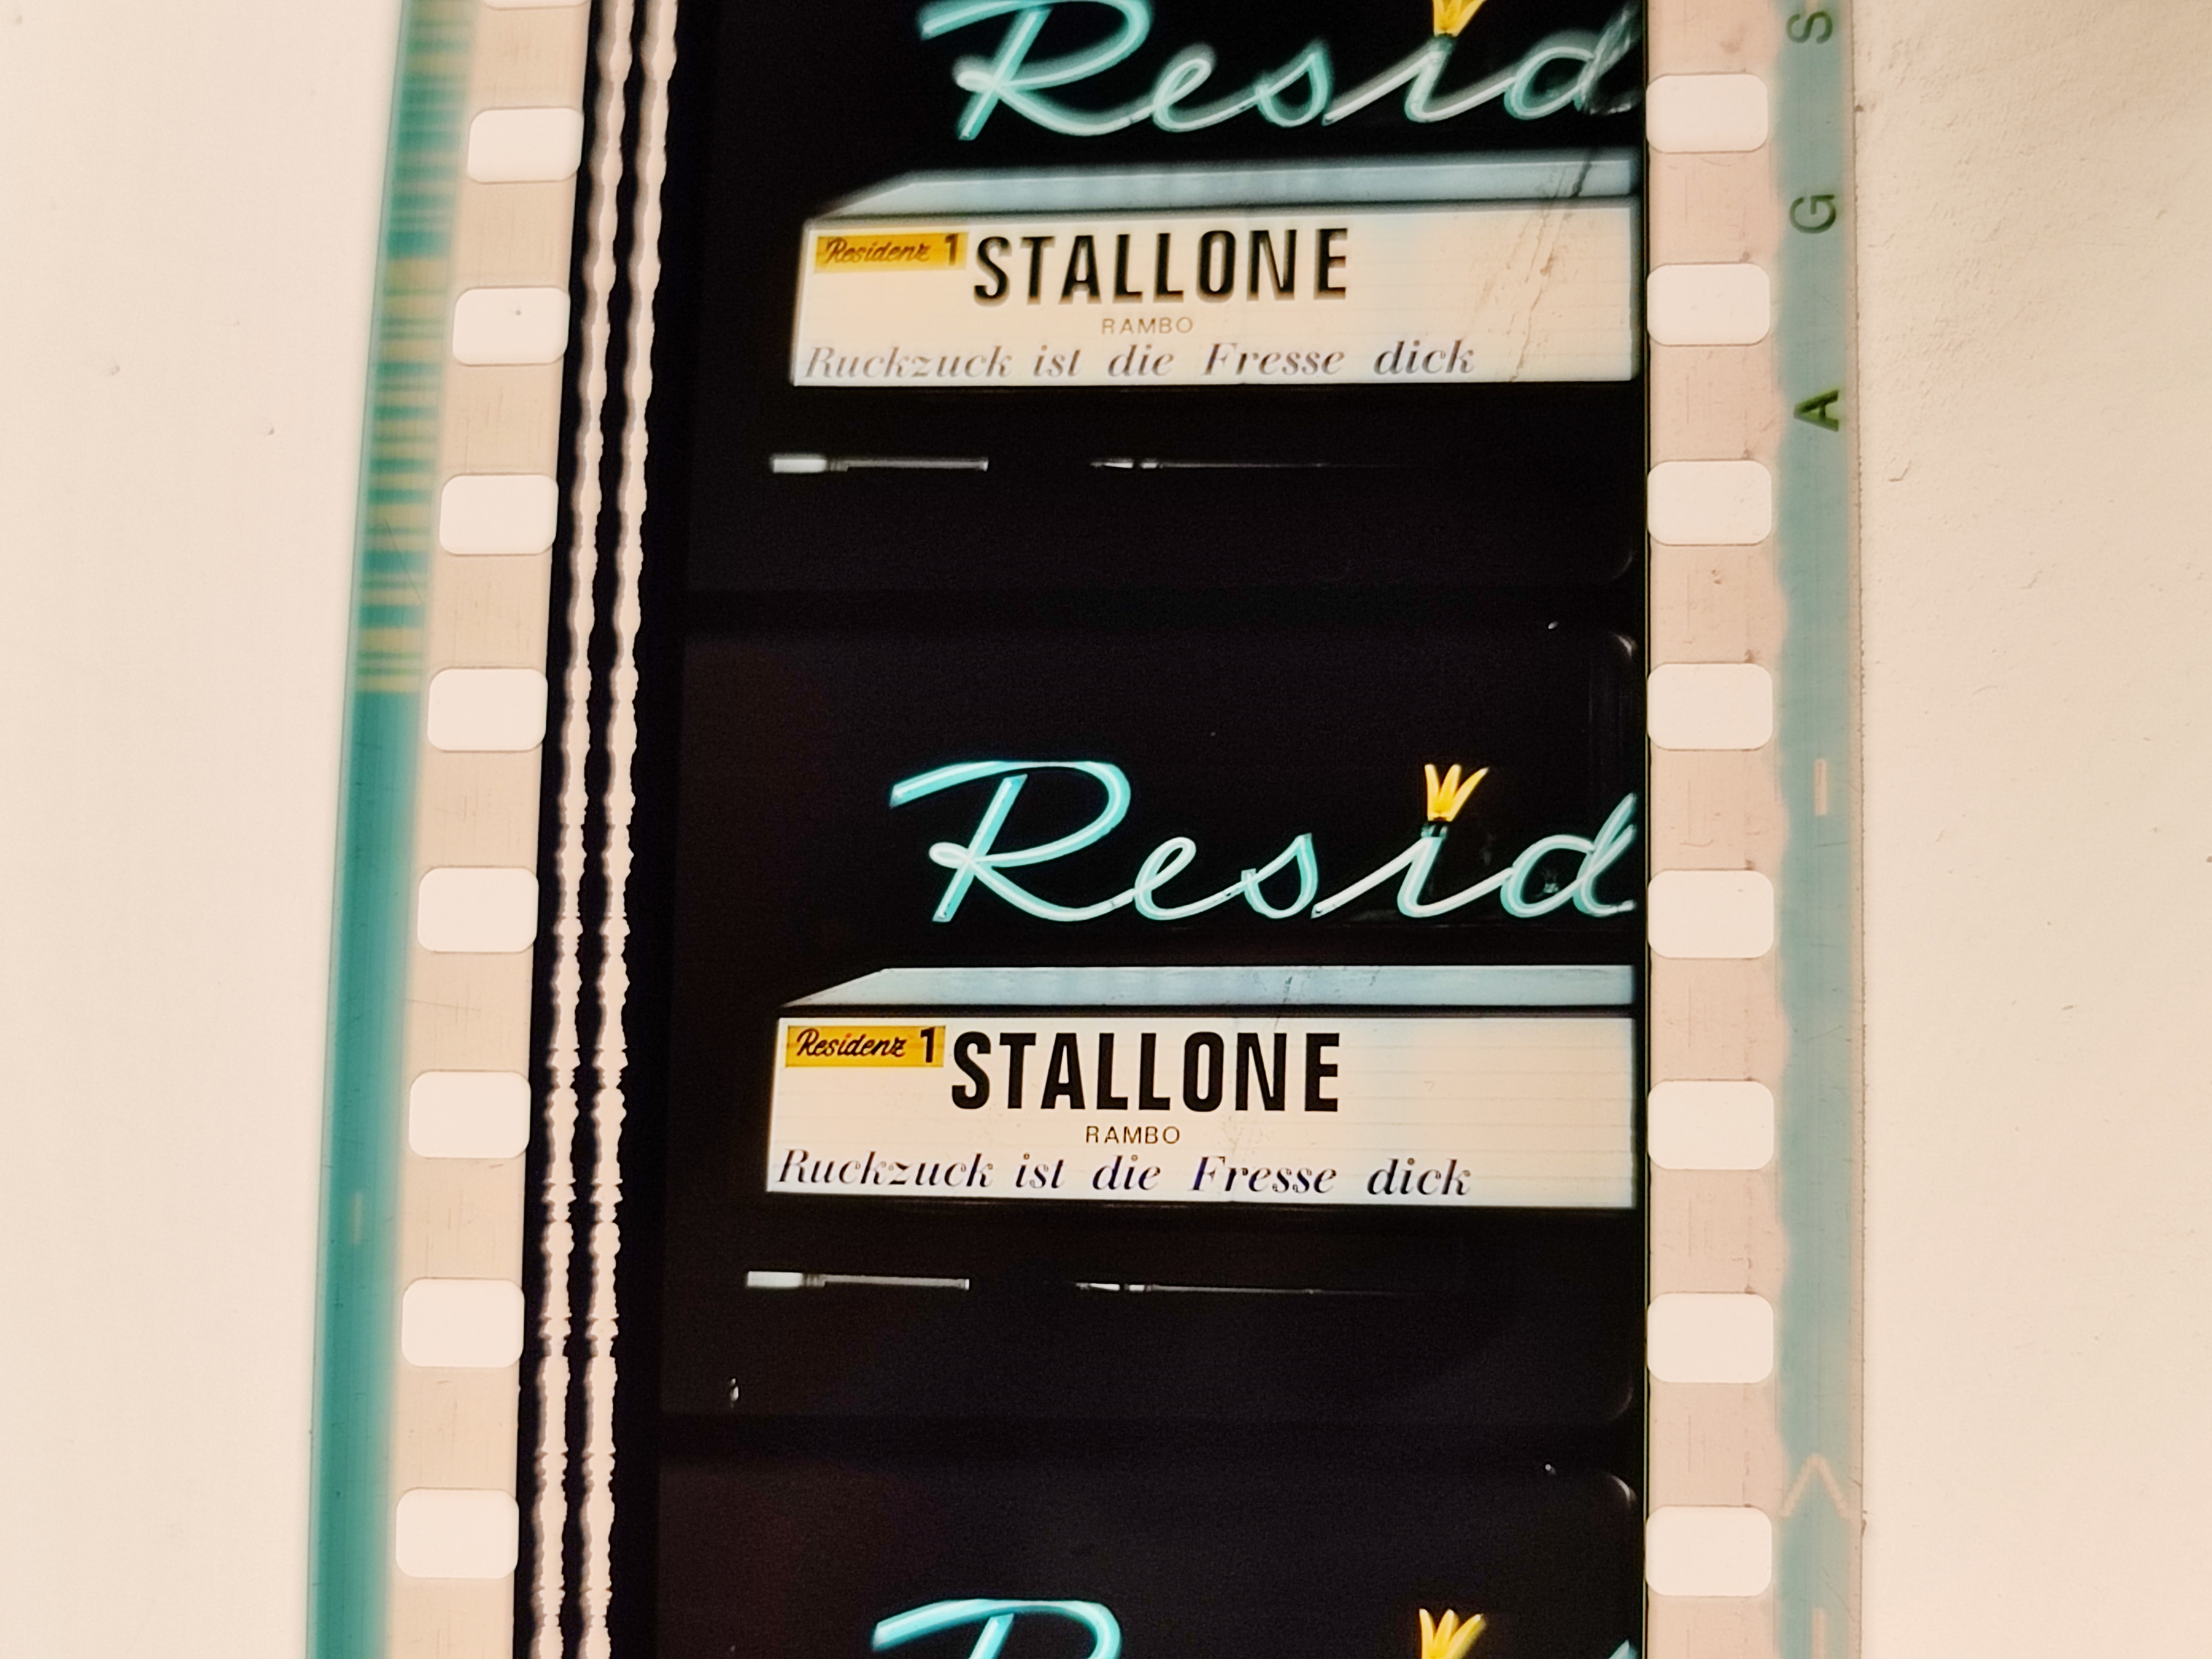 Resid
Residenz 1 STALLONE
RAMBO
Ruckzuck ist die Fresse dick
Resid
Residenz 1 STALLONE
RAMBO
Ruckzuck ist die Fresse dick
S G A